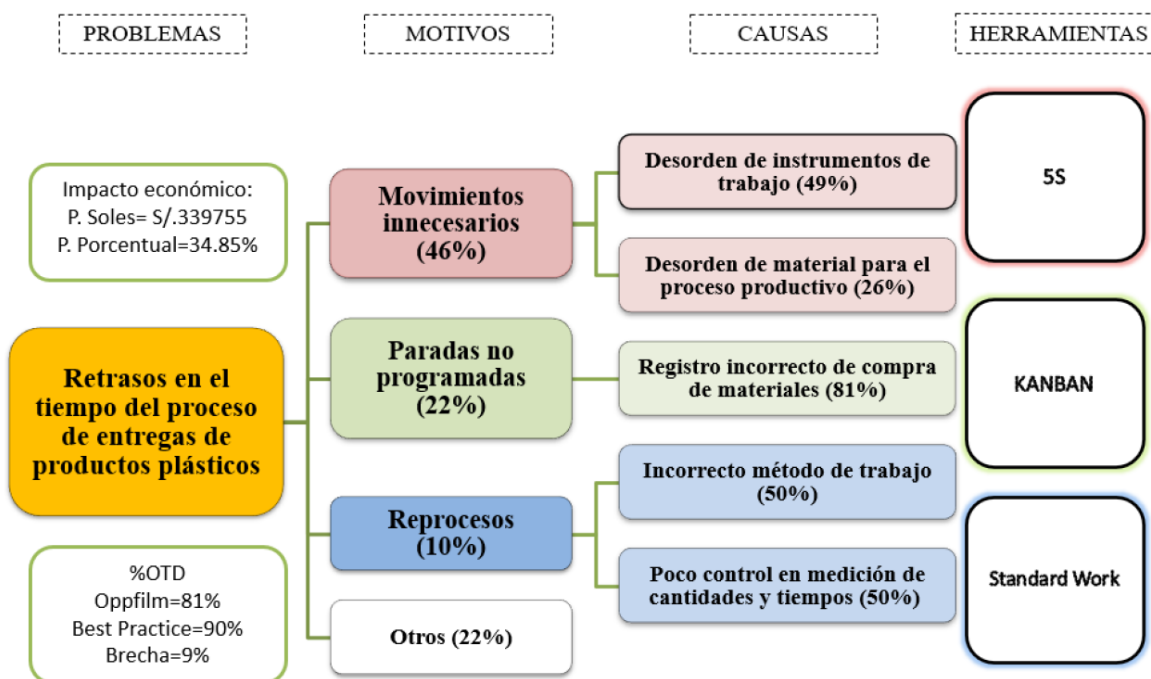 PROBLEMAS
MOTIVOS
CAUSAS
HERRAMIENTAS
Impacto económico:
P. Soles= S/.339755
P. Porcentual=34.85%
Retrasos en el
tiempo del proceso
de entregas de
productos plásticos
%OTD
Oppfilm=81%
Best Practice=90%
Brecha=9%
Movimientos
innecesarios
(46%)
Paradas no
programadas
(22%)
Reprocesos
(10%)
Otros (22%)
Desorden de instrumentos de
trabajo (49%)
Desorden de material para el
proceso productivo (26%)
Registro incorrecto de compra
de materiales (81%)
Incorrecto método de trabajo
(50%)
Poco control en medición de
cantidades y tiempos (50%)
5S
KANBAN
Standard Work